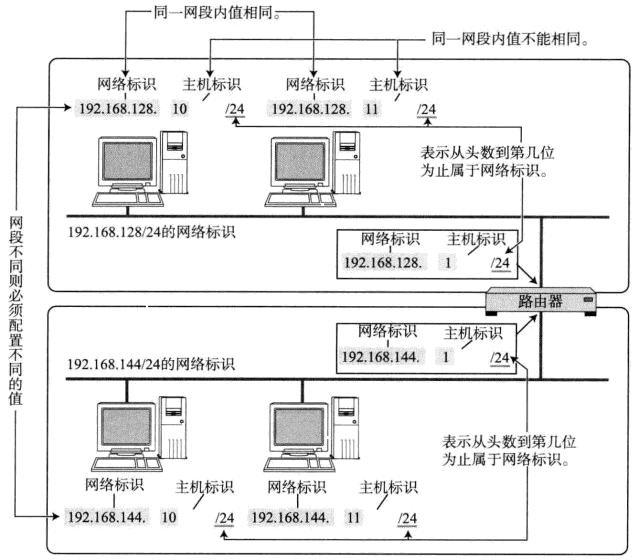 同一网段内值相同。
同一网段内值不能相同。
网络标识 主机标识 网络标识 主机标识
192.168.128. 10 /24 192.168.128. 11 /24
表示从头数到第几位
为止属于网络标识。
192.168.128/24的网络标识
网络标识 主机标识
192.168.128. 1 /24
网段不同则必须配置不同的值
路由器
网络标识 主机标识
192.168.144. 1 /24
192.168.144/24的网络标识
表示从头数到第几位
为止属于网络标识。
网络标识 主机标识 网络标识 主机标识
192.168.144. 10 /24 192.168.144. 11 /24